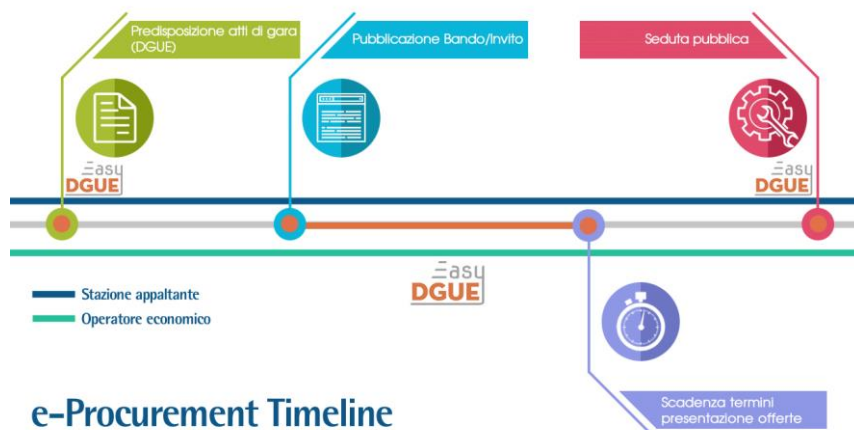 Predisposizione atti di gara
(DGUE)
Pubblicazione Bando/Invito
Seduta pubblica
Easy
DGUE
Easy
DGUE
Easy
DGUE
Stazione appaltante
Operatore economico
e-Procurement Timeline
Scadenza termini
presentazione offerte